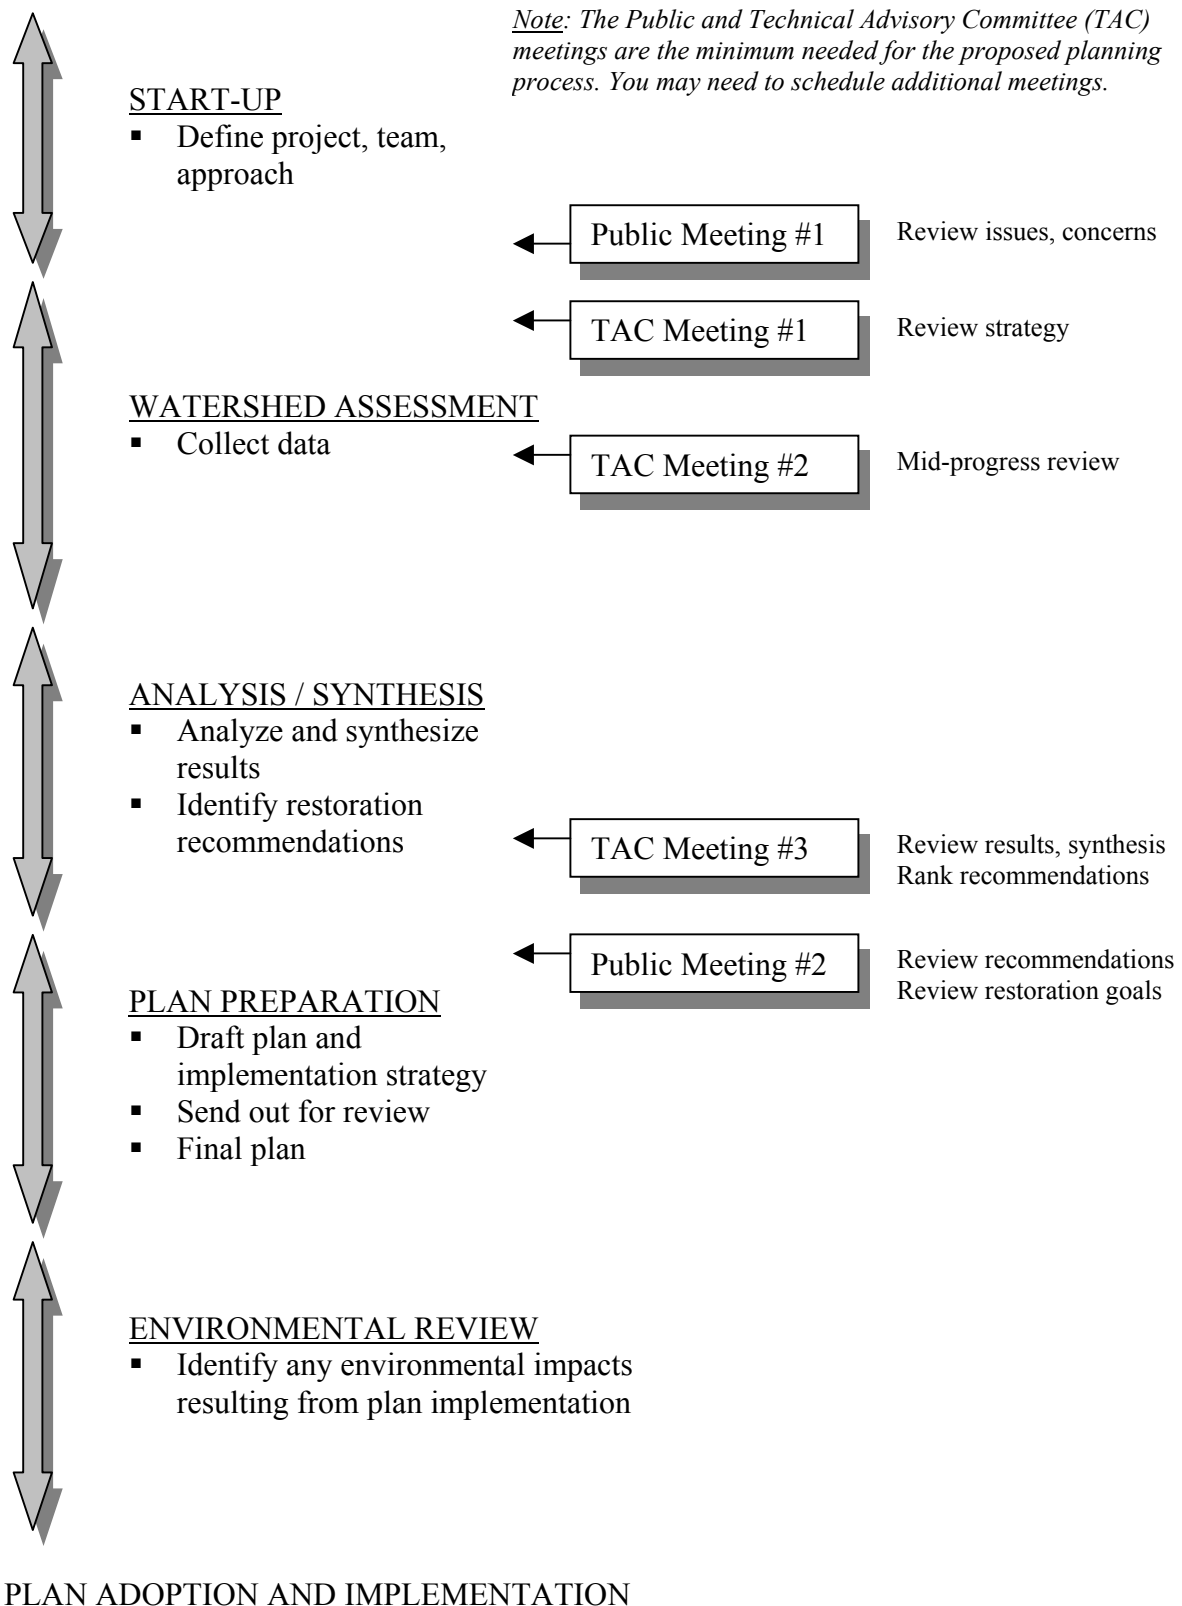 Note: The Public and Technical Advisory Committee (TAC)
meetings are the minimum needed for the proposed planning
process. You may need to schedule additional meetings.
START-UP
▪ Define project, team,
approach
Public Meeting #1
Review issues, concerns
TAC Meeting #1
Review strategy
WATERSHED ASSESSMENT
▪ Collect data
TAC Meeting #2
Mid-progress review
ANALYSIS / SYNTHESIS
▪ Analyze and synthesize
results
▪ Identify restoration
recommendations
TAC Meeting #3
Review results, synthesis
Rank recommendations
Public Meeting #2
Review recommendations
Review restoration goals
PLAN PREPARATION
▪ Draft plan and
implementation strategy
▪ Send out for review
▪ Final plan
ENVIRONMENTAL REVIEW
▪ Identify any environmental impacts
resulting from plan implementation
PLAN ADOPTION AND IMPLEMENTATION